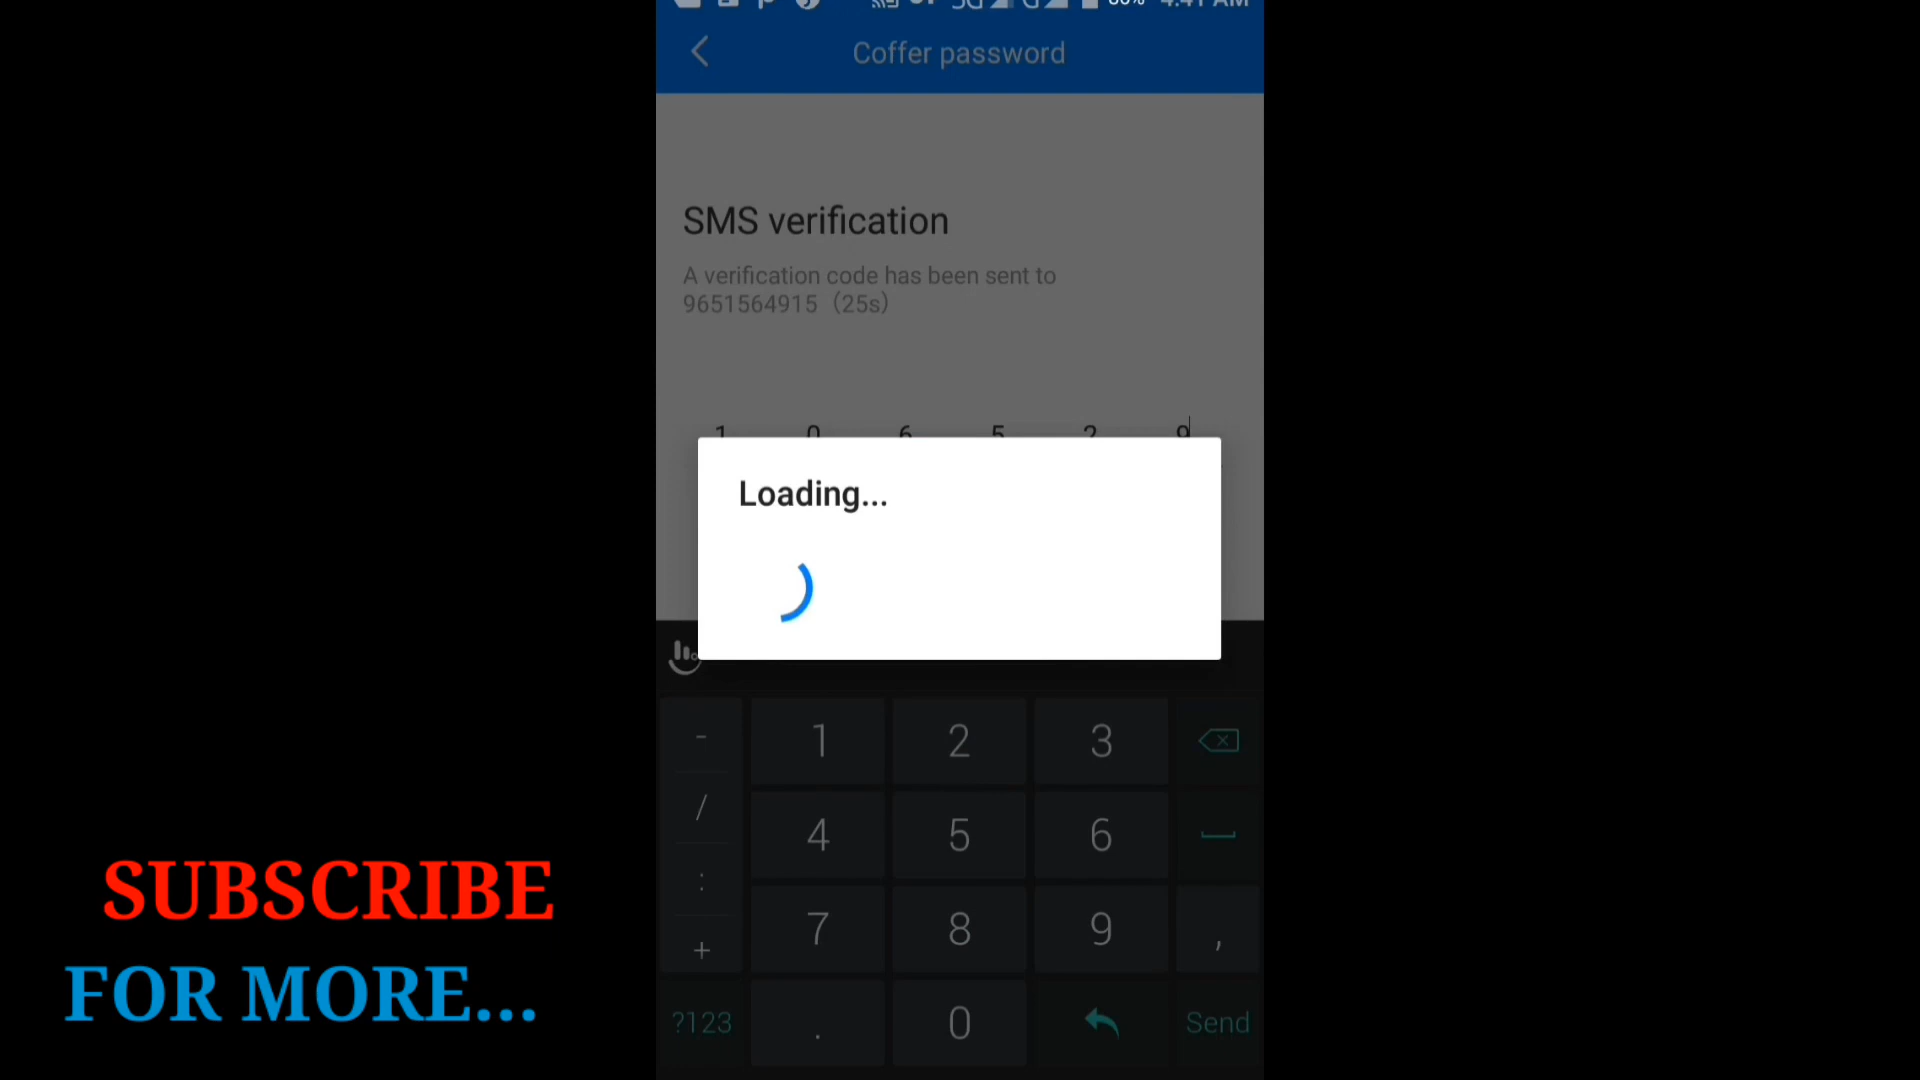 Coffer password
SMS verification
A verification code has been sent to
9651564915 (25s)
Loading...
- 1 2 3
/ 4 5 6
: 7 8 9 ,
+
?123 . 0 Send
SUBSCRIBE
FOR MORE...